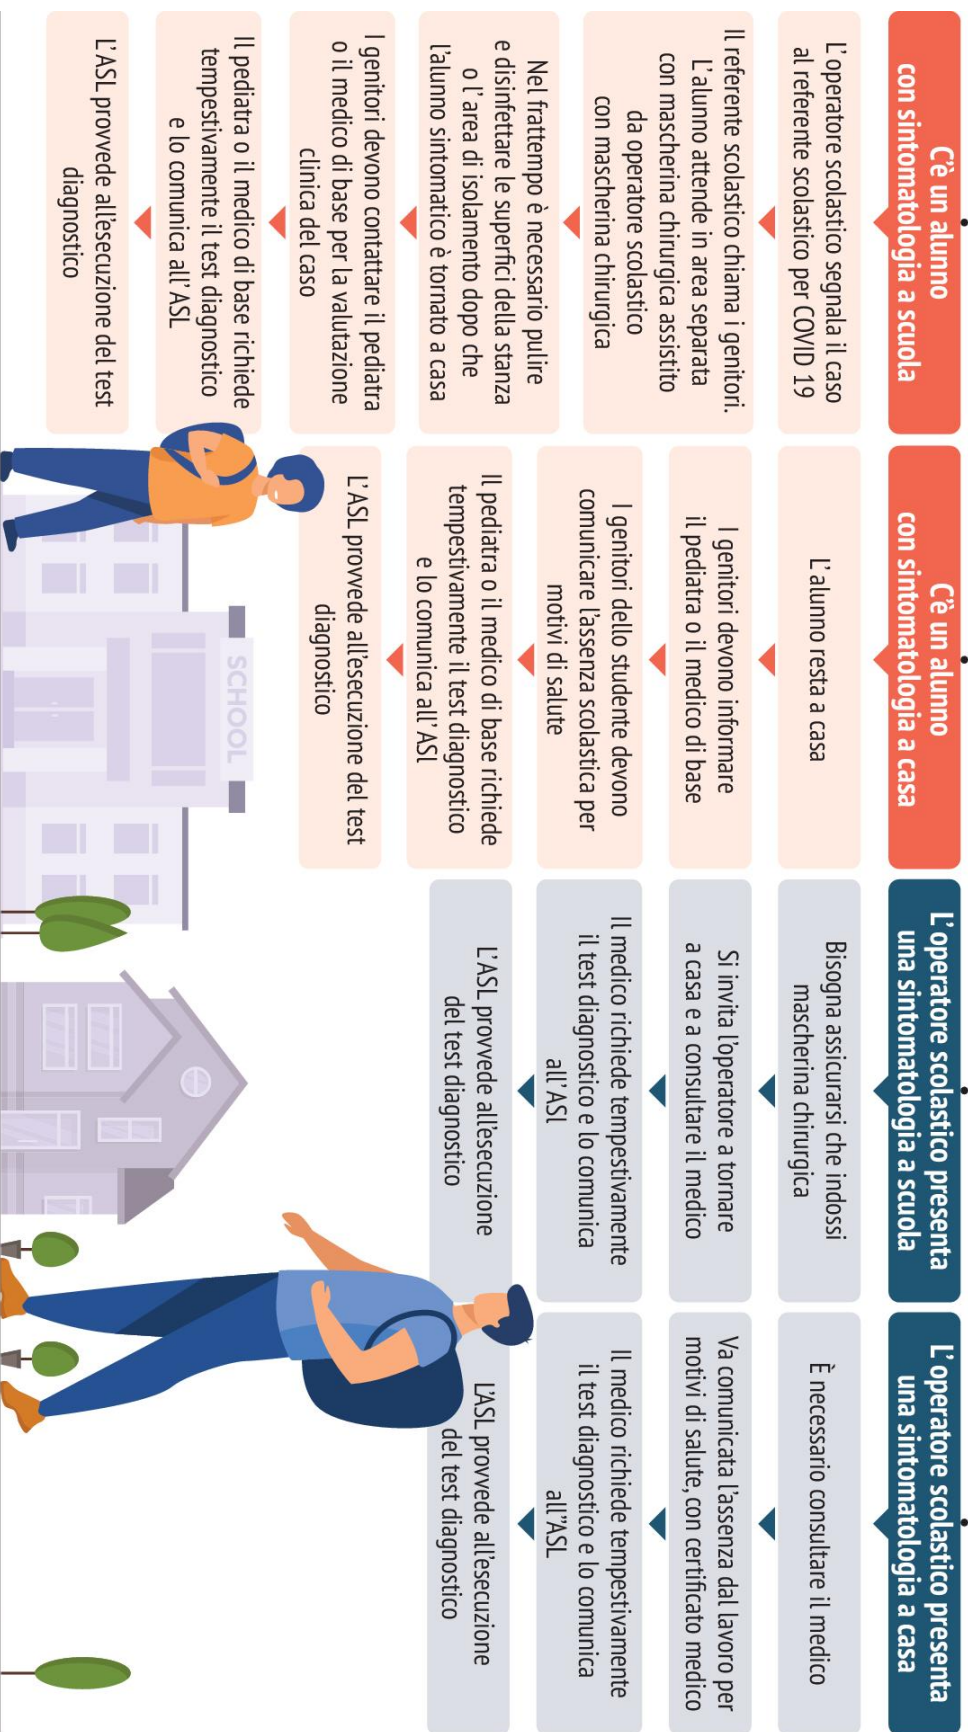 C'è un alunno
con sintomatologia a scuola
L'operatore scolastico segnala il caso
al referente scolastico per COVID 19
Il referente scolastico chiama i genitori.
L'alunno attende in area separata
con mascherina chirurgica assistito
da operatore scolastico
con mascherina chirurgica
Nel frattempo è necessario pulire
e disinfettare le superfici della stanza
o l'area di isolamento dopo che
l'alunno sintomatico è tornato a casa
I genitori devono contattare il pediatra
o il medico di base per la valutazione
clinica del caso
Il pediatra o il medico di base richiede
tempestivamente il test diagnostico
e lo comunica all'ASL
L'ASL provvede all'esecuzione del test
diagnostico
C'è un alunno
con sintomatologia a casa
L'alunno resta a casa
I genitori devono informare
il pediatra o il medico di base
I genitori dello studente devono
comunicare l'assenza scolastica per
motivi di salute
Il pediatra o il medico di base richiede
tempestivamente il test diagnostico
e lo comunica all'ASl
L'ASL provvede all'esecuzione del test
diagnostico
L'operatore scolastico presenta
una sintomatologia a scuola
Bisogna assicurarsi che indossi
mascherina chirurgica
Si invita l'operatore a tornare
a casa e a consultare il medico
Il medico richiede tempestivamente
il test diagnostico e lo comunica
all'ASl
L'ASL provvede all'esecuzione
del test diagnostico
L'operatore scolastico presenta
una sintomatologia a casa
È necessario consultare il medico
Va comunicata l'assenza dal lavoro per
motivi di salute, con certificato medico
Il medico richiede tempestivamente
il test diagnostico e lo comunica
all''ASL
L'ASL provvede all'esecuzione
del test diagnostico
SCHOOL